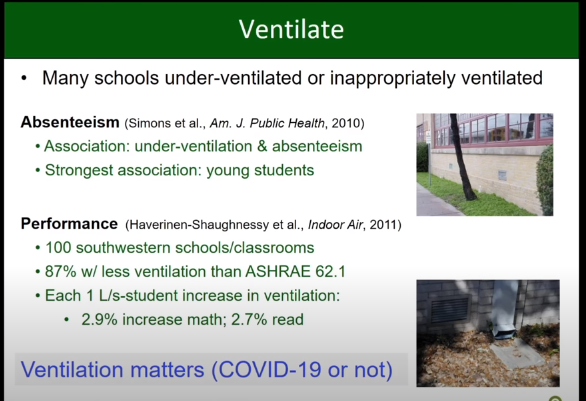 Ventilate
• Many schools under-ventilated or inappropriately ventilated
Absenteeism (Simons et al., Am. J. Public Health, 2010)
• Association: under-ventilation & absenteeism
• Strongest association: young students
Performance (Haverinen-Shaughnessy et al., Indoor Air, 2011)
• 100 southwestern schools/classrooms
• 87% w/ less ventilation than ASHRAE 62.1
• Each 1 L/s-student increase in ventilation:
• 2.9% increase math; 2.7% read
Ventilation matters (COVID-19 or not)